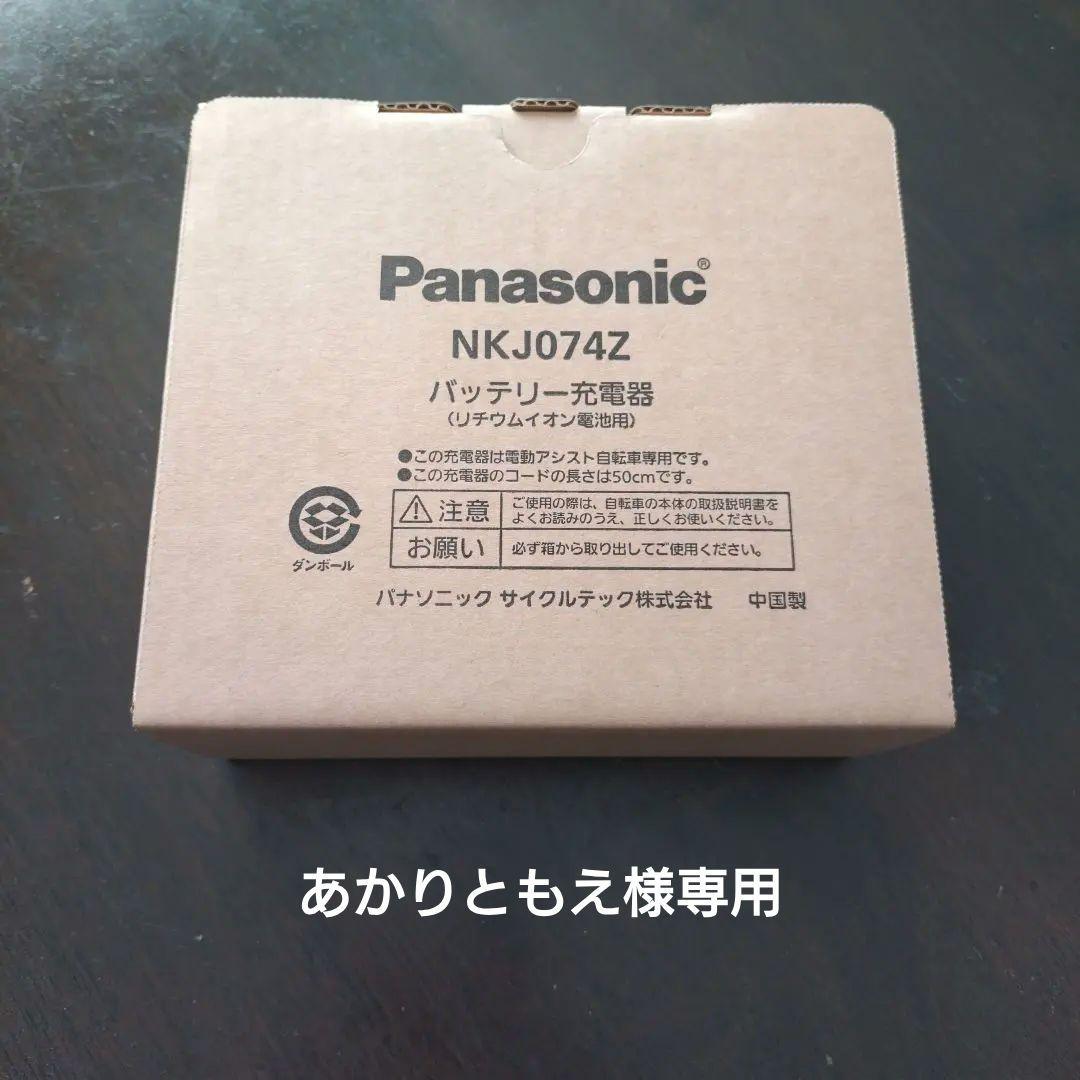 Panasonic®
NKJ074Z
バッテリー充電器
(リチウムイオン電池用)
●この充電器は電動アシスト自転車専用です。
●この充電器のコードの長さは50cmです。
注意 ご使用の際は、自転車の本体の取扱説明書を
よくお読みのうえ、正しくお使いください。
お願い 必ず箱から取り出してご使用ください。
ダンボール
パナソニック サイクルテック株式会社 中国製
あかりともえ様専用